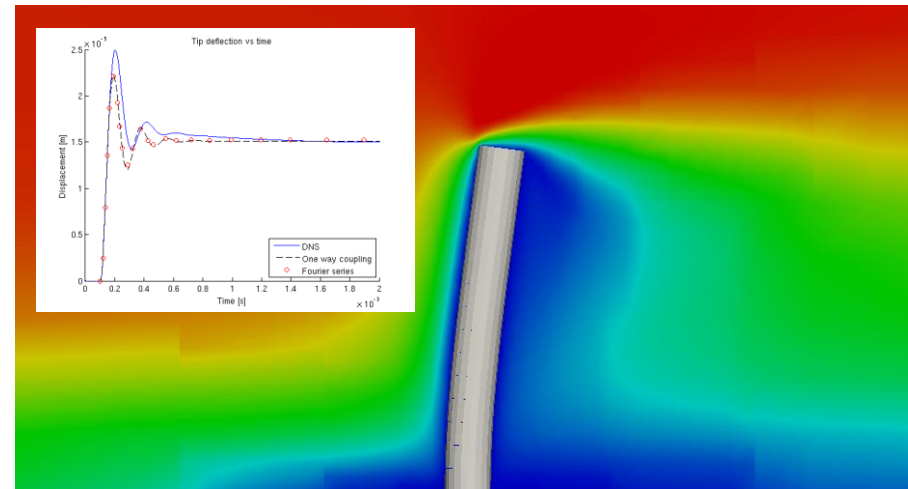 Tip deflection vs time
× 10⁻¹
2.5
2
1.5
1
0.5
0
Displacement [m]
0 0.2 0.4 0.6 0.8 1 1.2 1.4 1.6 1.8 2
Time [s]
× 10⁻³
DNS
One way coupling
Fourier series